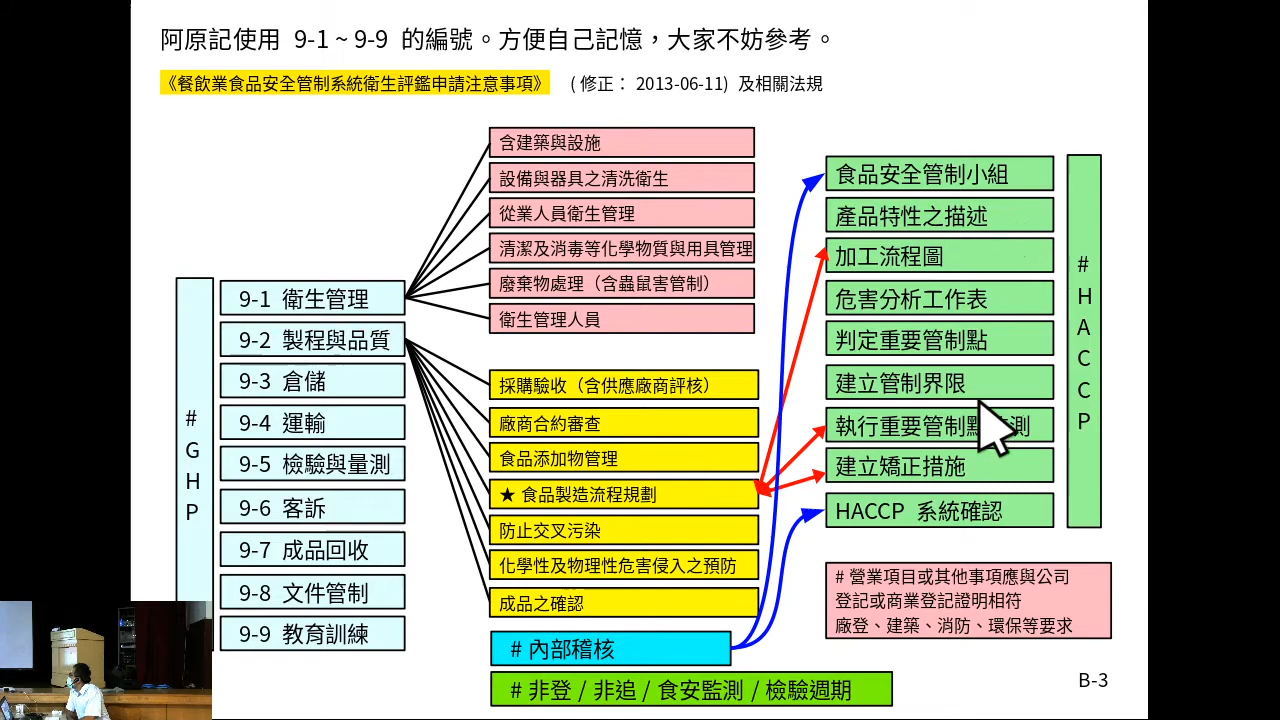 阿原記使用 9-1 ~ 9-9 的編號。方便自己記憶，大家不妨參考。
《餐飲業食品安全管制系統衛生評鑑申請注意事項》 ( 修正： 2013-06-11) 及相關法規
# GHP
9-1 衛生管理
9-2 製程與品質
9-3 倉儲
9-4 運輸
9-5 檢驗與量測
9-6 客訴
9-7 成品回收
9-8 文件管制
9-9 教育訓練
含建築與設施
設備與器具之清洗衛生
從業人員衛生管理
清潔及消毒等化學物質與用具管理
廢棄物處理（含蟲鼠害管制）
衛生管理人員
採購驗收（含供應廠商評核）
廠商合約審查
食品添加物管理
★ 食品製造流程規劃
防止交叉污染
化學性及物理性危害侵入之預防
成品之確認
# 內部稽核
# 非登 / 非追 / 食安監測 / 檢驗週期
食品安全管制小組
產品特性之描述
加工流程圖
危害分析工作表
判定重要管制點
建立管制界限
執行重要管制點 測
建立矯正措施
HACCP 系統確認
# HACCP
# 營業項目或其他事項應與公司
登記或商業登記證明相符
廠登、建築、消防、環保等要求
B-3